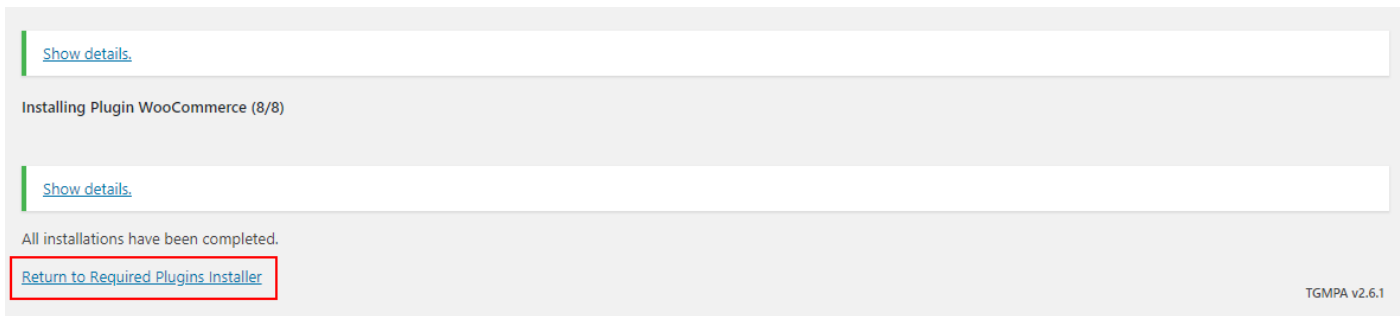 Show details.
Installing Plugin WooCommerce (8/8)
Show details.
All installations have been completed.
Return to Required Plugins Installer
TGMPA v2.6.1